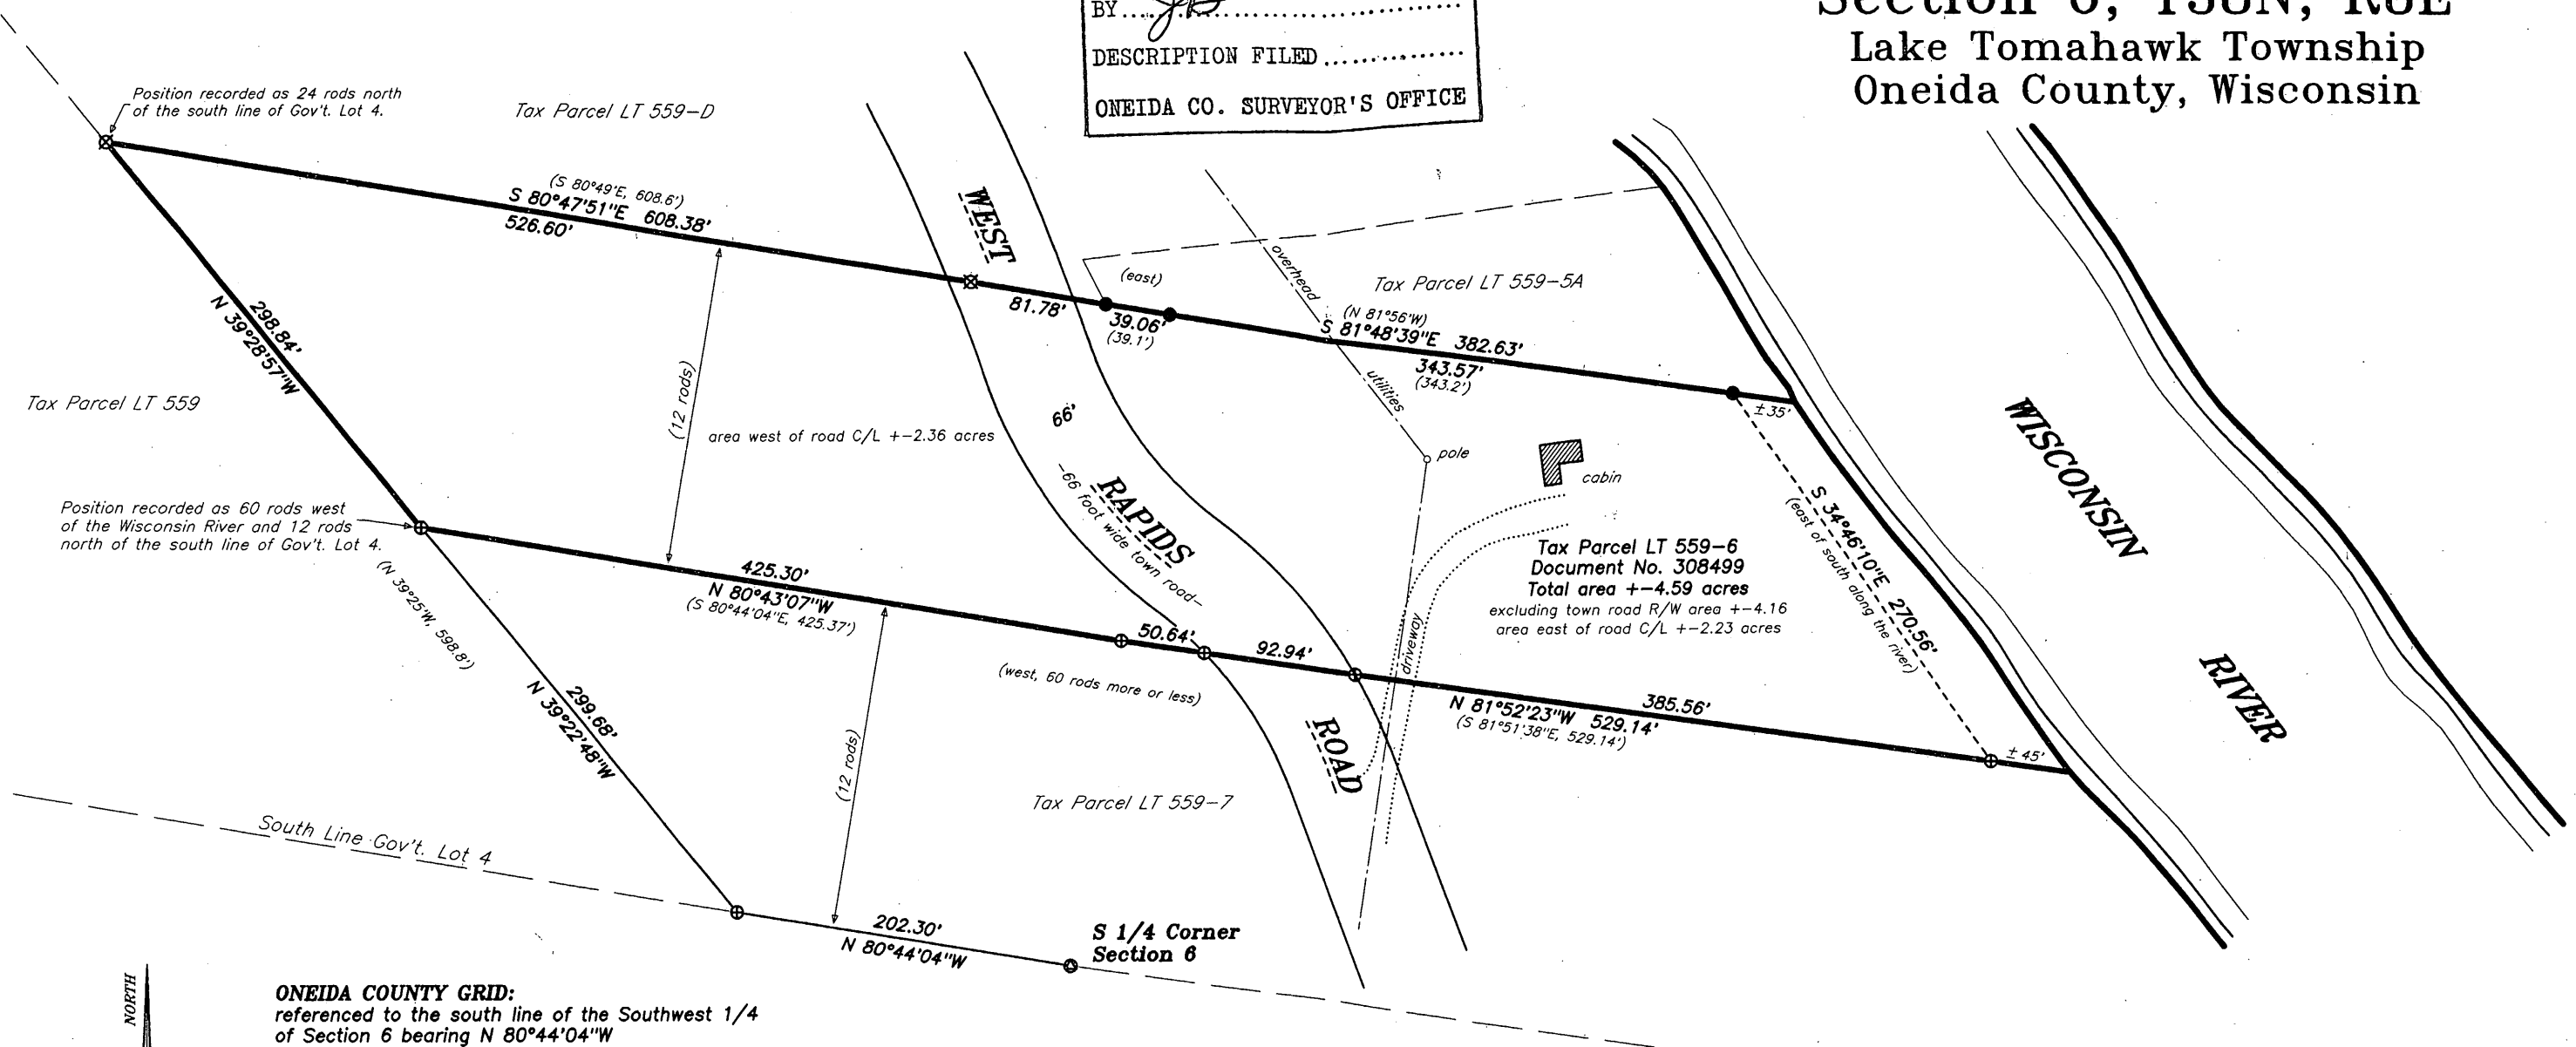 BY
DESCRIPTION FILED ..............
ONEIDA CO. SURVEYOR'S OFFICE
Lake Tomahawk Township
Oneida County, Wisconsin
Position recorded as 24 rods north
of the south line of Gov't. Lot 4.
Tax Parcel LT 559-D
(S 80°49'E, 608.6')
S 80°47'51"E 608.38'
526.60'
WEST
81.78'
(east)
39.06'
(39.1')
overhead
utilities
Tax Parcel LT 559-5A
(N 81°56'W)
S 81°48'39"E 382.63'
343.57'
(343.2')
±35'
298.84'
N 39°28'57"W
Tax Parcel LT 559
(12 rods)
area west of road C/L +-2.36 acres
66'
RAPIDS
-66 foot wide town road-
pole
cabin
WISCONSIN
Position recorded as 60 rods west
of the Wisconsin River and 12 rods
north of the south line of Gov't. Lot 4.
(N 39°25'W, 598.8')
425.30'
N 80°43'07"W
(S 80°44'04"E, 425.37')
50.64'
92.94'
(west, 60 rods more or less)
Tax Parcel LT 559-6
Document No. 308499
Total area +-4.59 acres
excluding town road R/W area +-4.16
area east of road C/L +-2.23 acres
driveway
S 34°46'10"E 270.56'
(east of south along the river)
RIVER
385.56'
N 81°52'23"W 529.14'
(S 81°51'38"E, 529.14')
±45'
299.68'
N 39°22'48"W
(12 rods)
ROAD
Tax Parcel LT 559-7
South Line Gov't. Lot 4
202.30'
N 80°44'04"W
S 1/4 Corner
Section 6
NORTH
ONEIDA COUNTY GRID:
referenced to the south line of the Southwest 1/4
of Section 6 bearing N 80°44'04"W